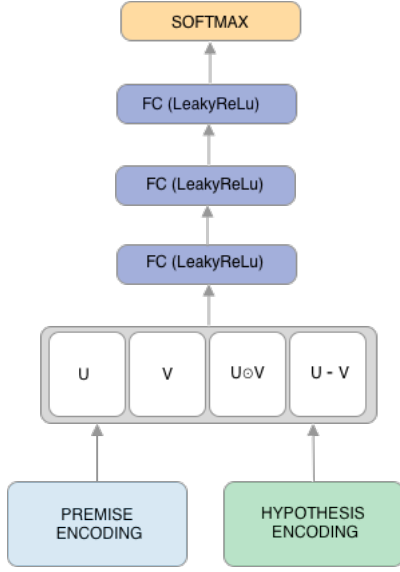 SOFTMAX
FC (LeakyReLu)
FC (LeakyReLu)
FC (LeakyReLu)
U
V
U⊙V
U - V
PREMISE
ENCODING
HYPOTHESIS
ENCODING